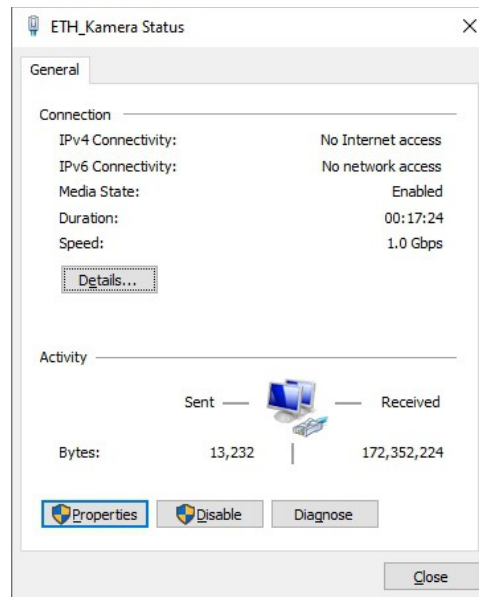 ETH_Kamera Status
General
Connection
IPv4 Connectivity: No Internet access
IPv6 Connectivity: No network access
Media State: Enabled
Duration: 00:17:24
Speed: 1.0 Gbps
Details...
Activity
Sent Received
Bytes: 13,232 172,352,224
Properties Disable Diagnose
Close